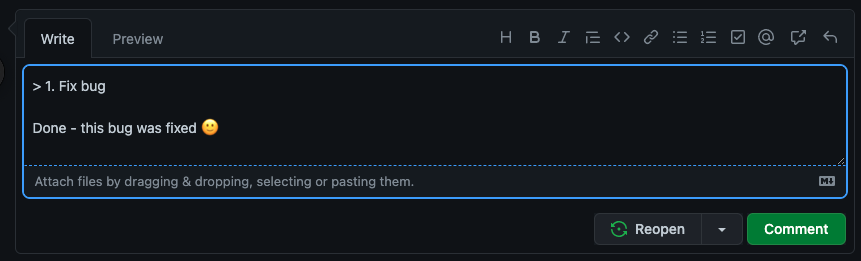 Write Preview H B I <> @
> 1. Fix bug
Done - this bug was fixed 🙂
Attach files by dragging & dropping, selecting or pasting them.
Reopen Comment